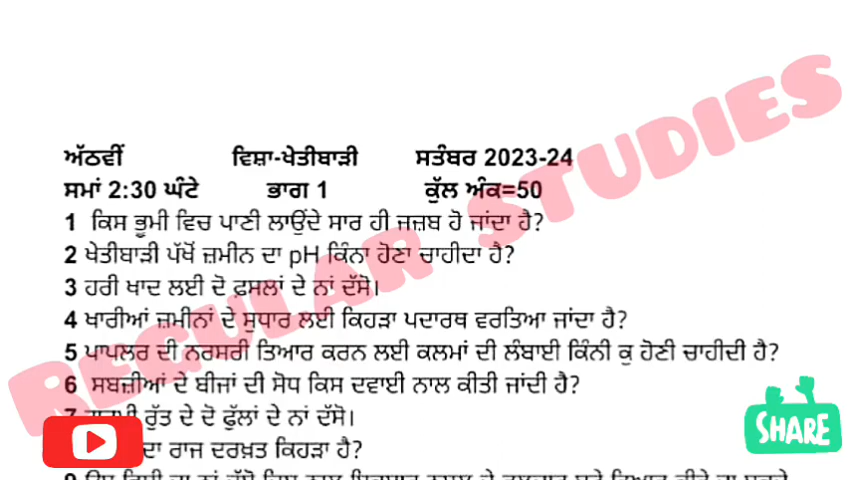 ਅੱਠਵੀਂ ਵਿਸ਼ਾ-ਖੇਤੀਬਾੜੀ ਸਤੰਬਰ 2023-24
ਸਮਾਂ 2:30 ਘੰਟੇ ਭਾਗ 1 ਕੁੱਲ ਅੰਕ=50
1 ਕਿਸ ਭੂਮੀ ਵਿਚ ਪਾਣੀ ਲਾਉਂਦੇ ਸਾਰ ਹੀ ਜਜ਼ਬ ਹੋ ਜਾਂਦਾ ਹੈ?
2 ਖੇਤੀਬਾੜੀ ਪੱਖੋਂ ਜ਼ਮੀਨ ਦਾ pH ਕਿੰਨਾ ਹੋਣਾ ਚਾਹੀਦਾ ਹੈ?
3 ਹਰੀ ਖਾਦ ਲਈ ਦੋ ਫ਼ਸਲਾਂ ਦੇ ਨਾਂ ਦੱਸੋ।
4 ਖਾਰੀਆਂ ਜ਼ਮੀਨਾਂ ਦੇ ਸੁਧਾਰ ਲਈ ਕਿਹੜਾ ਪਦਾਰਥ ਵਰਤਿਆ ਜਾਂਦਾ ਹੈ?
5 ਪਾਪਲਰ ਦੀ ਨਰਸਰੀ ਤਿਆਰ ਕਰਨ ਲਈ ਕਲਮਾਂ ਦੀ ਲੰਬਾਈ ਕਿੰਨੀ ਕੁ ਹੋਣੀ ਚਾਹੀਦੀ ਹੈ?
6 ਸਬਜ਼ੀਆਂ ਦੇ ਬੀਜਾਂ ਦੀ ਸੋਧ ਕਿਸ ਦਵਾਈ ਨਾਲ ਕੀਤੀ ਜਾਂਦੀ ਹੈ?
7 ਰੁੱਤ ਦੇ ਦੋ ਫੁੱਲਾਂ ਦੇ ਨਾਂ ਦੱਸੋ।
ਦਾ ਰਾਜ ਦਰਖ਼ਤ ਕਿਹੜਾ ਹੈ?
REGULAR STUDIES
SHARE